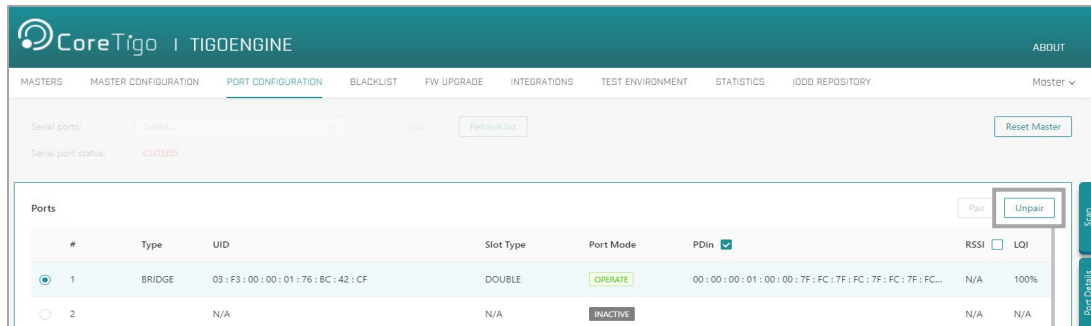 CoreTigo | TIGOENGINE
ABOUT
MASTERS MASTER CONFIGURATION PORT CONFIGURATION BLACKLIST FW UPGRADE INTEGRATIONS TEST ENVIRONMENT STATISTICS IODD REPOSITORY Master
Serial ports: Select... Open Refresh list Reset Master
Serial port status: CLOSED
Ports Pair Unpair
Scan
# Type UID Slot Type Port Mode PDin RSSI LQI
1 BRIDGE 03 : F3 : 00 : 00 : 01 : 76 : BC : 42 : CF DOUBLE OPERATE 00 : 00 : 00 : 01 : 00 : 00 : 7F : FC : 7F : FC : 7F : FC : 7F : FC... N/A 100%
Port Details
2 N/A N/A INACTIVE N/A N/A